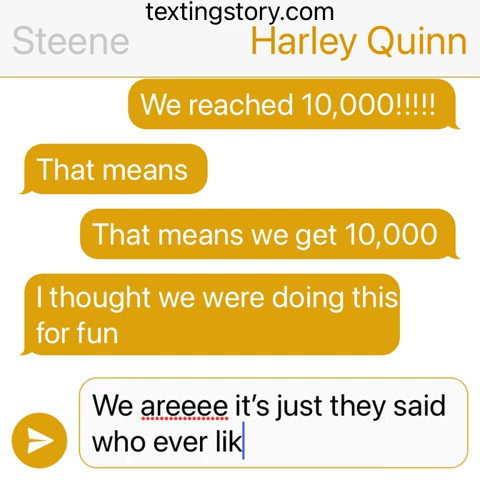 textingstory.com
Steene
Harley Quinn
We reached 10,000!!!!!
That means
That means we get 10,000
I thought we were doing this
for fun
We areeee it's just they said
who ever lik